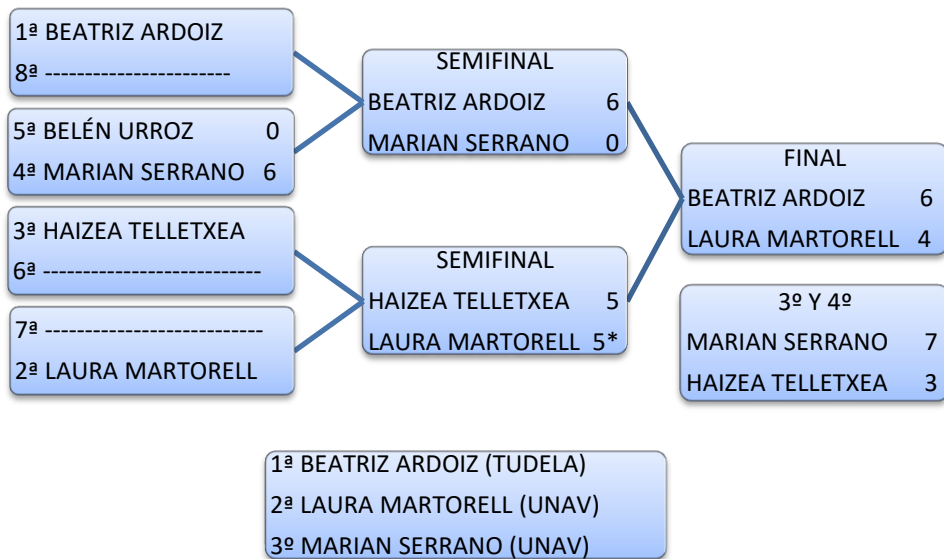 1ª BEATRIZ ARDOIZ
8ª -----------------------
5ª BELÉN URROZ 0
4ª MARIAN SERRANO 6
3ª HAIZEA TELLETXEA
6ª ---------------------------
7ª ---------------------------
2ª LAURA MARTORELL
SEMIFINAL
BEATRIZ ARDOIZ 6
MARIAN SERRANO 0
SEMIFINAL
HAIZEA TELLETXEA 5
LAURA MARTORELL 5*
FINAL
BEATRIZ ARDOIZ 6
LAURA MARTORELL 4
3º Y 4º
MARIAN SERRANO 7
HAIZEA TELLETXEA 3
1ª BEATRIZ ARDOIZ (TUDELA)
2ª LAURA MARTORELL (UNAV)
3º MARIAN SERRANO (UNAV)